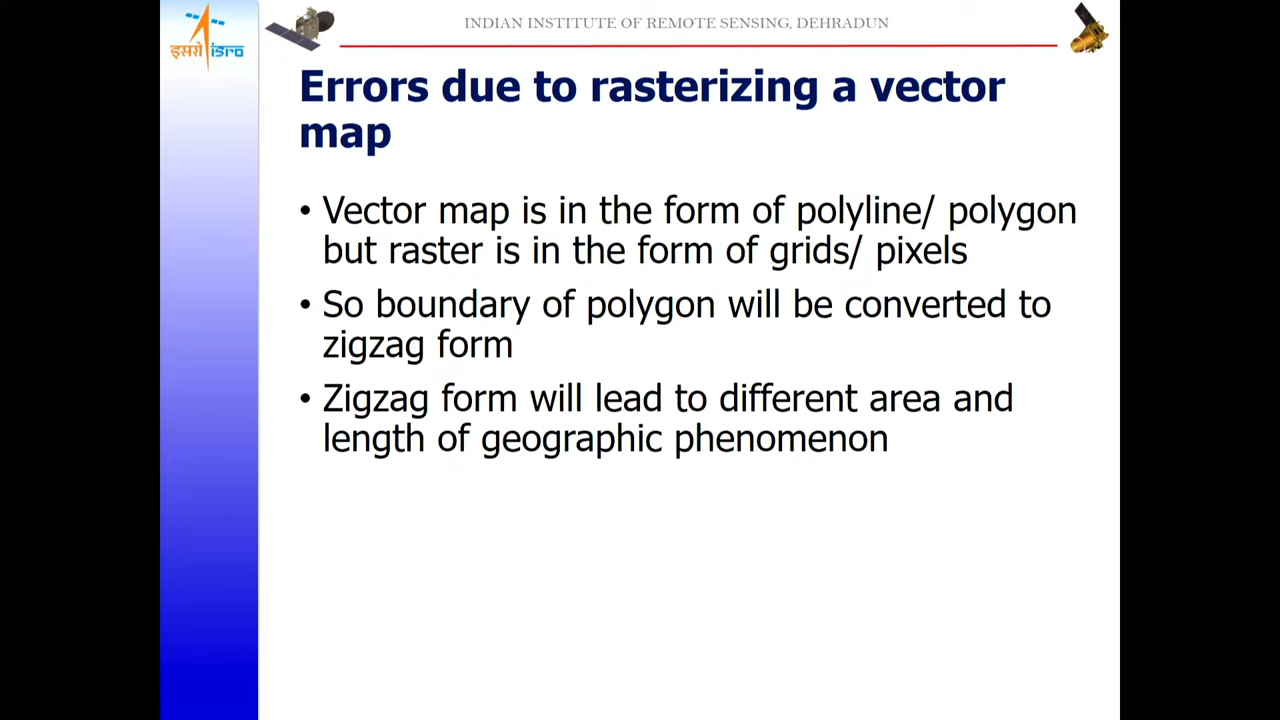 INDIAN INSTITUTE OF REMOTE SENSING, DEHRADUN
इसरो isro
Errors due to rasterizing a vector
map
• Vector map is in the form of polyline/ polygon
but raster is in the form of grids/ pixels
• So boundary of polygon will be converted to
zigzag form
• Zigzag form will lead to different area and
length of geographic phenomenon